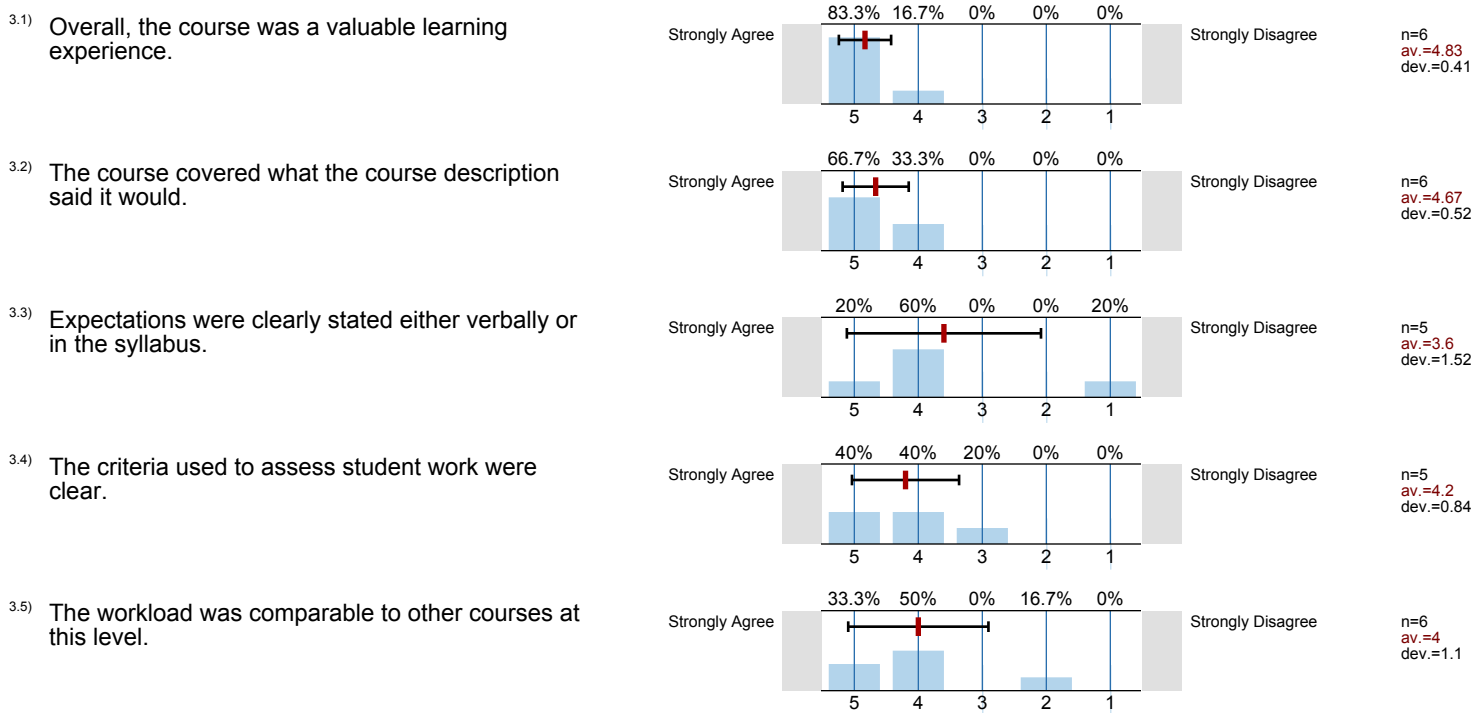 3.1) Overall, the course was a valuable learning
experience.
83.3% 16.7% 0% 0% 0%
Strongly Agree
Strongly Disagree
n=6
av.=4.83
dev.=0.41
5 4 3 2 1
3.2) The course covered what the course description
said it would.
66.7% 33.3% 0% 0% 0%
Strongly Agree
Strongly Disagree
n=6
av.=4.67
dev.=0.52
5 4 3 2 1
3.3) Expectations were clearly stated either verbally or
in the syllabus.
20% 60% 0% 0% 20%
Strongly Agree
Strongly Disagree
n=5
av.=3.6
dev.=1.52
5 4 3 2 1
3.4) The criteria used to assess student work were
clear.
40% 40% 20% 0% 0%
Strongly Agree
Strongly Disagree
n=5
av.=4.2
dev.=0.84
5 4 3 2 1
3.5) The workload was comparable to other courses at
this level.
33.3% 50% 0% 16.7% 0%
Strongly Agree
Strongly Disagree
n=6
av.=4
dev.=1.1
5 4 3 2 1